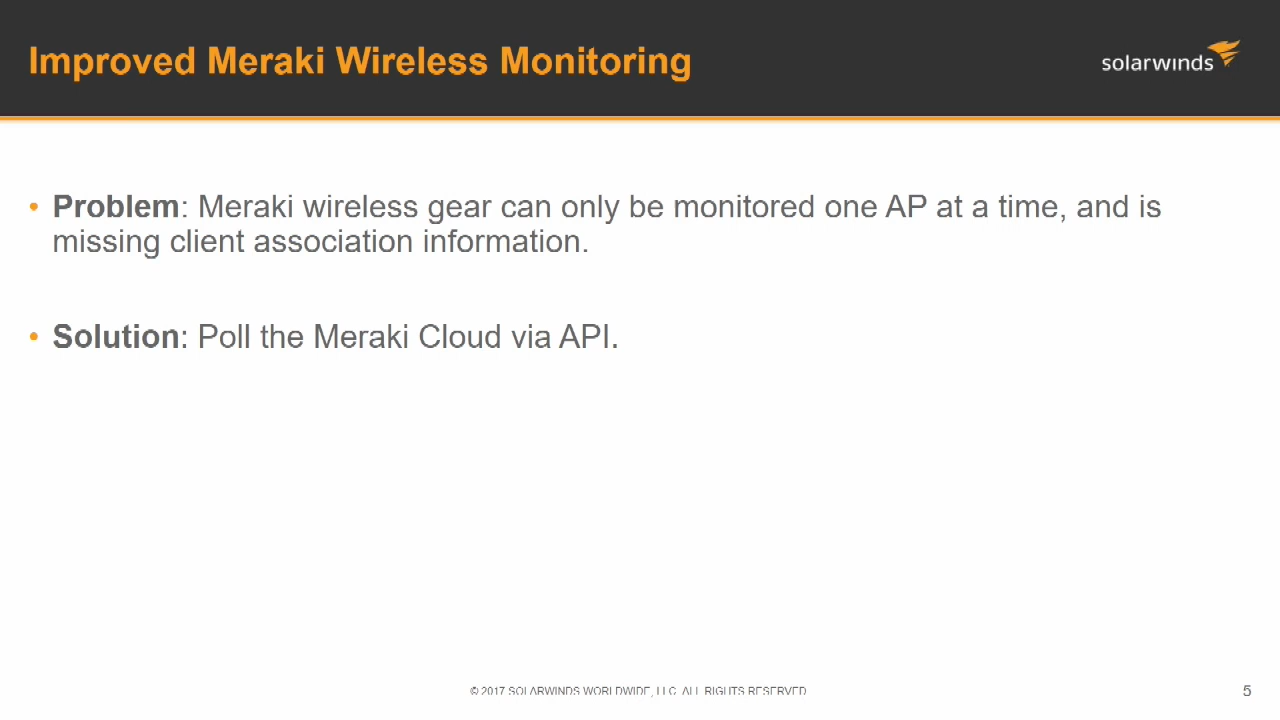 Improved Meraki Wireless Monitoring
solarwinds
• Problem: Meraki wireless gear can only be monitored one AP at a time, and is
missing client association information.
• Solution: Poll the Meraki Cloud via API.
© 2017 SOLARWINDS WORLDWIDE, LLC. ALL RIGHTS RESERVED
5